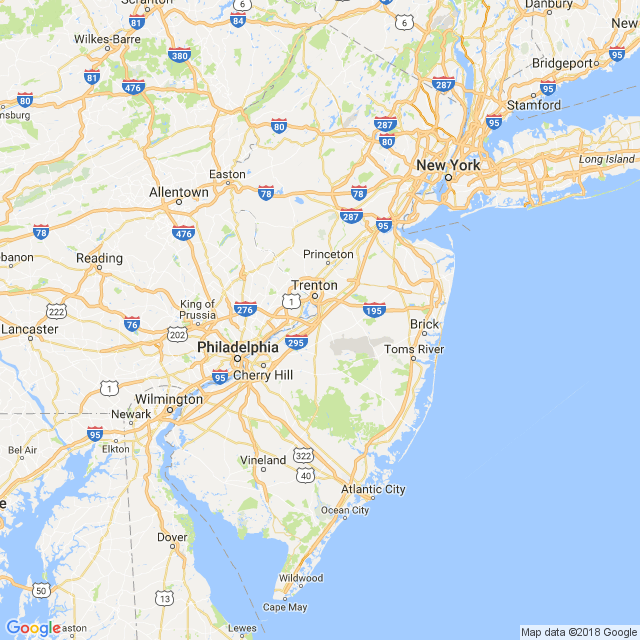 Scranton
Danbury
New
6
6
81
84
Wilkes-Barre
380
95
Bridgeport
81
476
287
80
95
Stamford
80
287
95
80
Long Island
New York
Easton
Allentown
78
78
287
95
78
476
Princeton
Reading
Trenton
King of
Prussia
276
1
195
222
76
202
Brick
Lancaster
295
Philadelphia
Toms River
95
Cherry Hill
1
Wilmington
Newark
95
Elkton
Bel Air
322
Vineland
40
Atlantic City
Ocean City
Dover
Wildwood
50
13
Cape May
Google
Lewes
Map data ©2018 Google